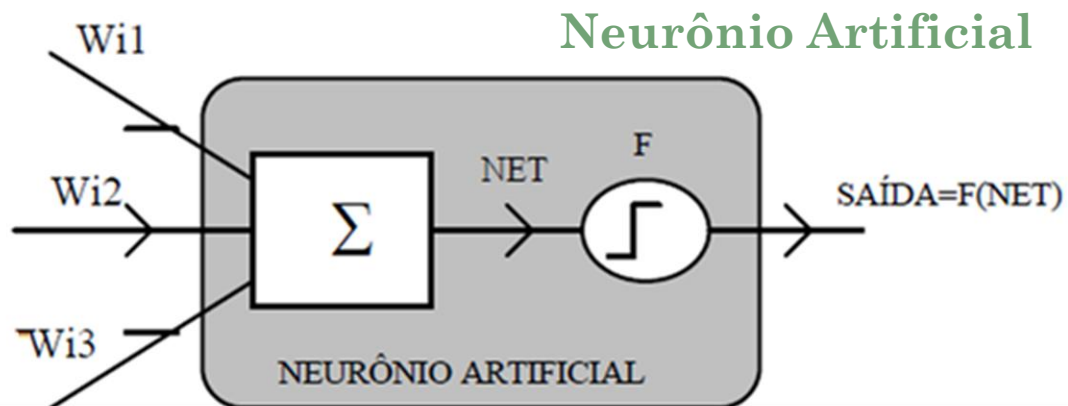 Neurônio Artificial
Wi1
Wi2
Wi3
Σ
NET
F
SAÍDA=F(NET)
NEURÔNIO ARTIFICIAL